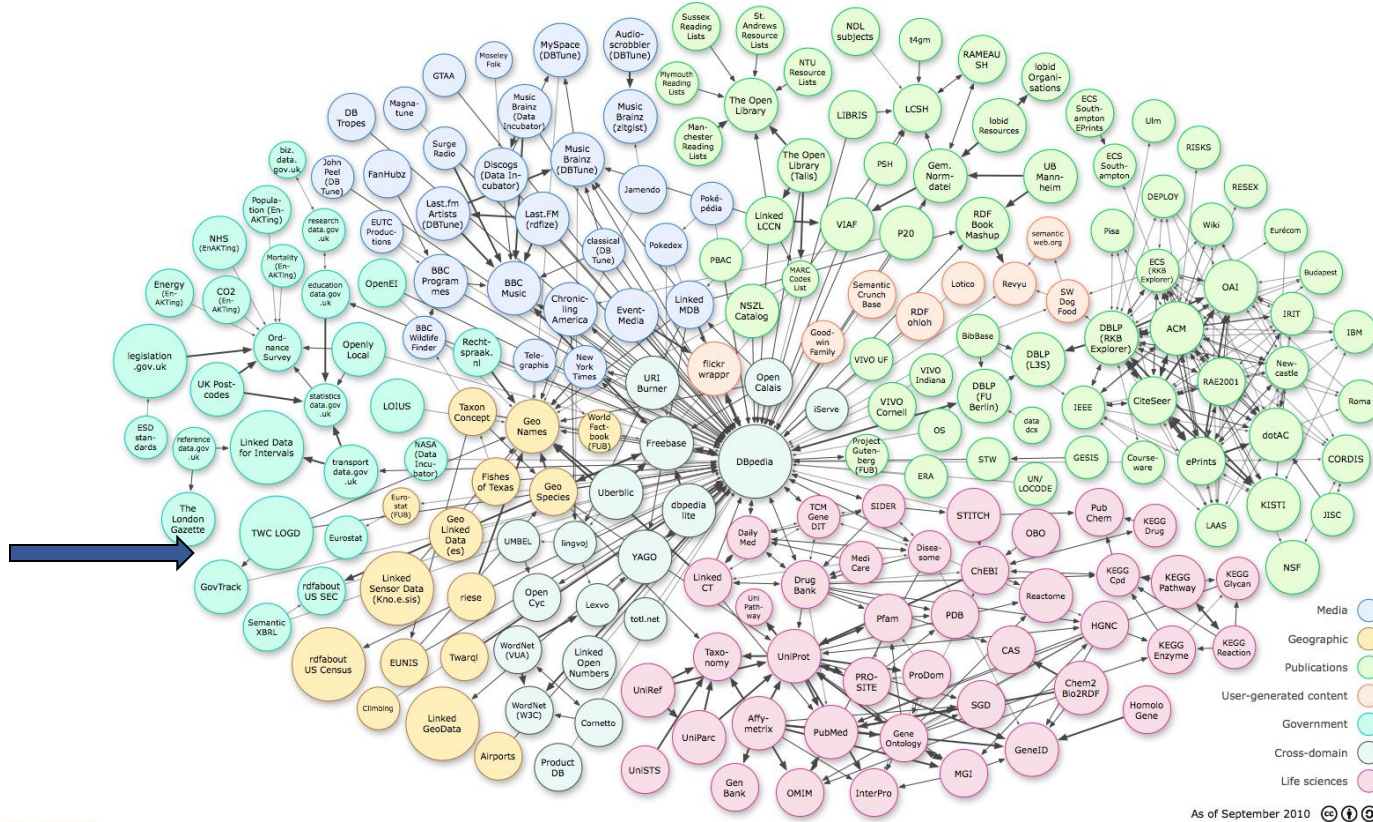 Sussex
Reading
Lists
St.
Andrews
Resource
Lists
NDL
subjects
t4gm
Audio-
scrobbler
(DBTune)
MySpace
(DBTune)
Moseley
Folk
GTAA
RAMEAU
SH
lobid
Organi-
sations
NTU
Resource
Lists
Plymouth
Reading
Lists
The Open
Library
LCSH
LIBRIS
Magna-
tune
DB
Tropes
Music
Brainz
(Data
Incubator)
Music
Brainz
(zitgist)
ECS
South-
ampton
EPrints
Ulm
lobid
Resources
Man-
chester
Reading
Lists
Surge
Radio
biz.
data.
gov.uk
John
Peel
(DB
Tune)
FanHubz
Discogs
(Data In-
cubator)
Music
Brainz
(DBTune)
The Open
Library
(Talis)
PSH
Gem.
Norm-
datei
UB
Mann-
heim
ECS
South-
ampton
RISKS
Jamendo
Poké-
pédia
DEPLOY
RESEX
Popula-
tion (En-
AKTing)
research
data.gov
.uk
Last.fm
Artists
(DBTune)
Last.FM
(rdfize)
Linked
LCCN
VIAF
P20
RDF
Book
Mashup
semantic
web.org
Pisa
Wiki
Eurécom
NHS
(EnAKTing)
EUTC
Produc-
tions
classical
(DB
Tune)
Pokedex
PBAC
MARC
Codes
List
Mortality
(En-
AKTing)
Energy
(En-
AKTing)
CO2
(En-
AKTing)
education
data.gov
.uk
OpenEI
BBC
Program
mes
BBC
Music
Chronic-
ling
America
Event-
Media
Linked
MDB
NSZL
Catalog
Semantic
Crunch
Base
Lotico
Revyu
SW
Dog
Food
ECS
(RKB
Explorer)
OAI
Budapest
RDF
ohloh
Good-
win
Family
BibBase
DBLP
(RKB
Explorer)
ACM
IRIT
IBM
legislation
.gov.uk
Ord-
nance
Survey
Openly
Local
BBC
Wildlife
Finder
Recht-
spraak.
nl
Tele-
graphis
New
York
Times
URI
Burner
flickr
wrappr
Open
Calais
VIVO UF
VIVO
Indiana
DBLP
(L3S)
RAE2001
New-
castle
UK Post-
codes
statistics
data.gov
.uk
LOIUS
Taxon
Concept
Geo
Names
World
Fact-
book
(FUB)
Freebase
iServe
VIVO
Cornell
DBLP
(FU
Berlin)
IEEE
CiteSeer
Roma
data
dcs
ESD
stan-
dards
reference
data.gov
.uk
Linked Data
for Intervals
transport
data.gov
.uk
NASA
(Data
Incu-
bator)
DBpedia
OS
Project
Guten-
berg
(FUB)
dotAC
STW
GESIS
Course-
ware
ePrints
CORDIS
Fishes
of Texas
Geo
Species
Uberblic
dbpedia
lite
ERA
UN/
LOCODE
The
London
Gazette
TWC LOGD
Euro-
stat
(FUB)
Eurostat
Geo
Linked
Data
(es)
UMBEL
lingvoj
YAGO
Daily
Med
TCM
Gene
DIT
SIDER
STITCH
OBO
Pub
Chem
KEGG
Drug
LAAS
KISTI
JISC
NSF
GovTrack
rdfabout
US SEC
Linked
Sensor Data
(Kno.e.sis)
riese
Open
Cyc
Lexvo
totl.net
Linked
CT
Uni
Path-
way
Drug
Bank
Medi
Care
Disea-
some
ChEBI
KEGG
Cpd
KEGG
Pathway
KEGG
Glycan
Semantic
XBRL
Pfam
PDB
Reactome
HGNC
Media
Geographic
Publications
User-generated content
Government
Cross-domain
Life sciences
rdfabout
US Census
EUNIS
Twarql
WordNet
(VUA)
Linked
Open
Numbers
Taxo-
nomy
UniProt
PRO-
SITE
ProDom
CAS
KEGG
Enzyme
KEGG
Reaction
UniRef
Chem2
Bio2RDF
Homolo
Gene
Climbing
Linked
GeoData
WordNet
(W3C)
Cornetto
UniParc
Affy-
metrix
PubMed
Gene
Ontology
SGD
GeneID
Airports
Product
DB
UniSTS
Gen
Bank
OMIM
InterPro
MGI
As of September 2010